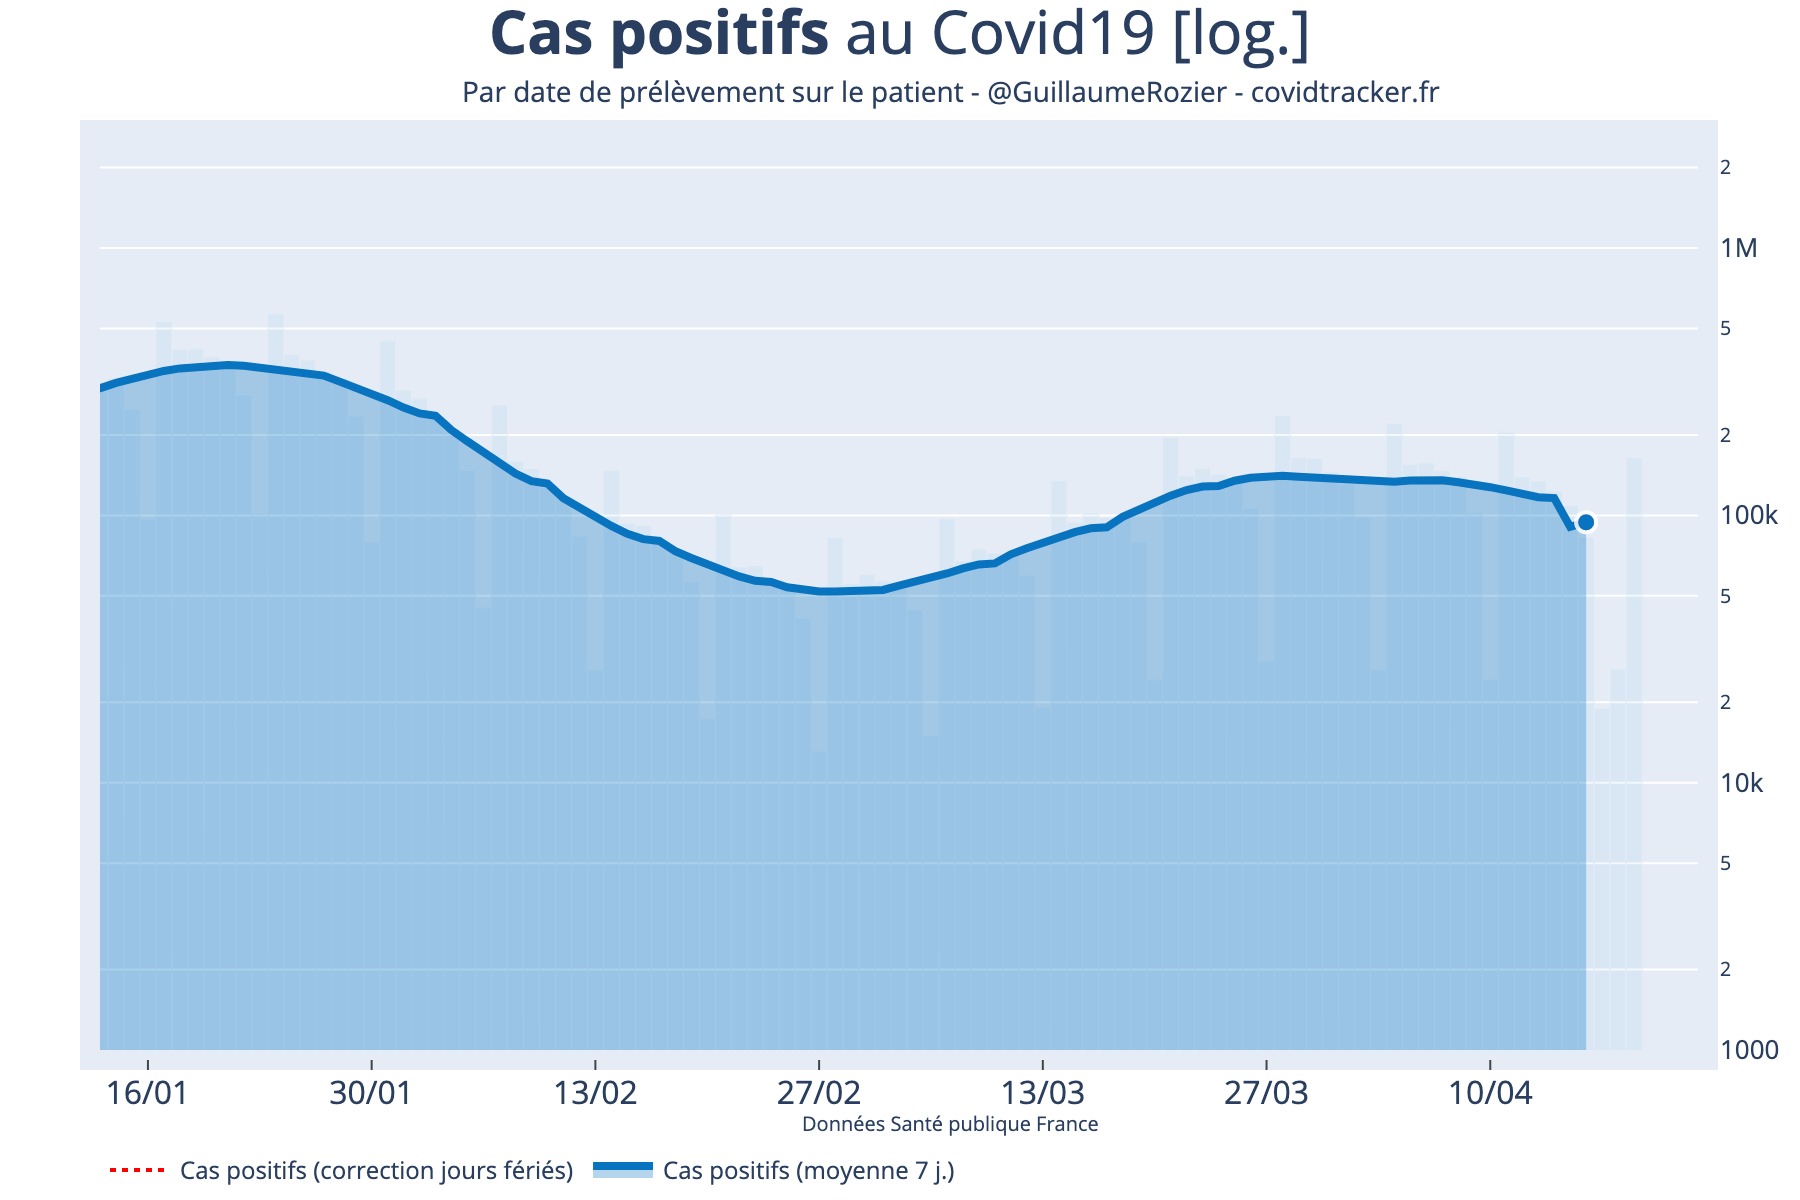 Cas positifs au Covid19 [log.]
Par date de prélèvement sur le patient - @GuillaumeRozier - covidtracker.fr
2
1M
5
2
100k
5
2
10k
5
2
1000
16/01 30/01 13/02 27/02 13/03 27/03 10/04
Données Santé publique France
Cas positifs (correction jours fériés) Cas positifs (moyenne 7 j.)